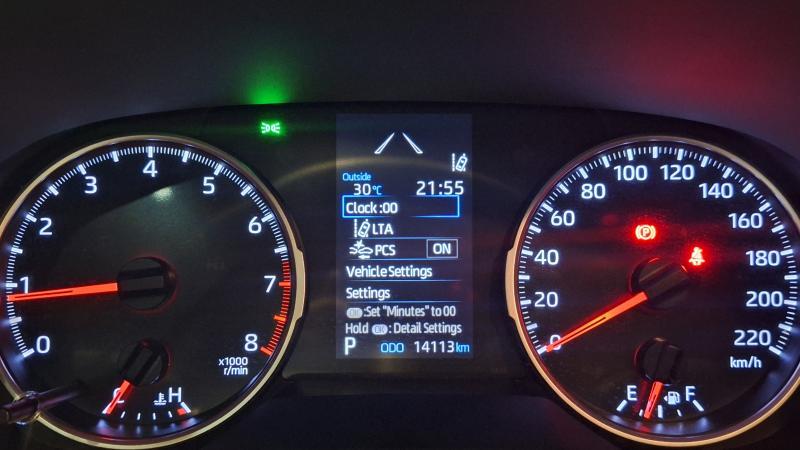 0
1
2
3
4
5
6
7
8
x1000
r/min
H
Outside
30°C 21:55
Clock :00
LTA
PCS ON
Vehicle Settings
Settings
OK :Set "Minutes" to 00
Hold OK : Detail Settings
P ODO 14113 km
0
20
40
60
80
100
120
140
160
180
200
220
km/h
(P)
E F